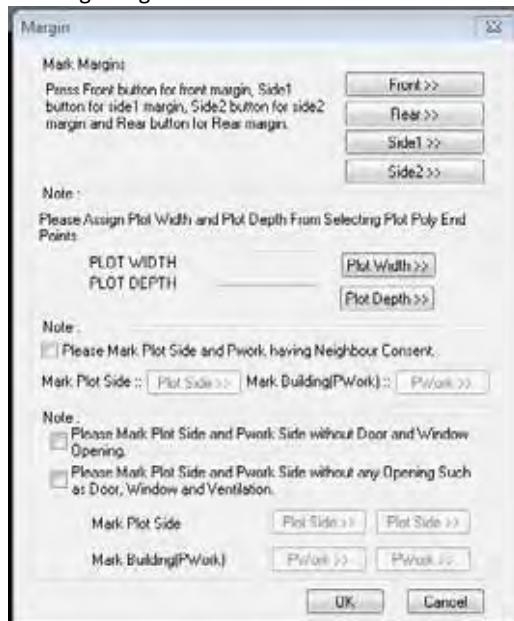 Margin
Mark Margins
Press Front button for front margin, Side1
button for side1 margin, Side2 button for side2
margin and Rear button for Rear margin.
Front >>
Rear >>
Side1 >>
Side2 >>
Note :
Please Assign Plot Width and Plot Depth From Selecting Plot Poly End
Points
PLOT WIDTH
Plot Width >>
PLOT DEPTH
Plot Depth >>
Note :
Please Mark Plot Side and Pwork having Neighbour Consent.
Mark Plot Side :: Plot Side >> Mark Building(PWork) :: PWork >>
Note :
Please Mark Plot Side and Pwork Side without Door and Window
Opening.
Please Mark Plot Side and Pwork Side without any Opening Such
as Door, Window and Ventilation.
Mark Plot Side Plot Side >> Plot Side >>
Mark Building(PWork) PWork >> PWork >>
OK Cancel